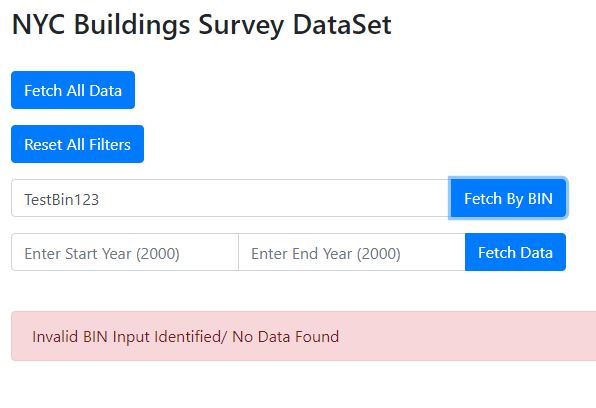 NYC Buildings Survey DataSet
Fetch All Data
Reset All Filters
TestBin123 Fetch By BIN
Enter Start Year (2000) Enter End Year (2000) Fetch Data
Invalid BIN Input Identified/ No Data Found